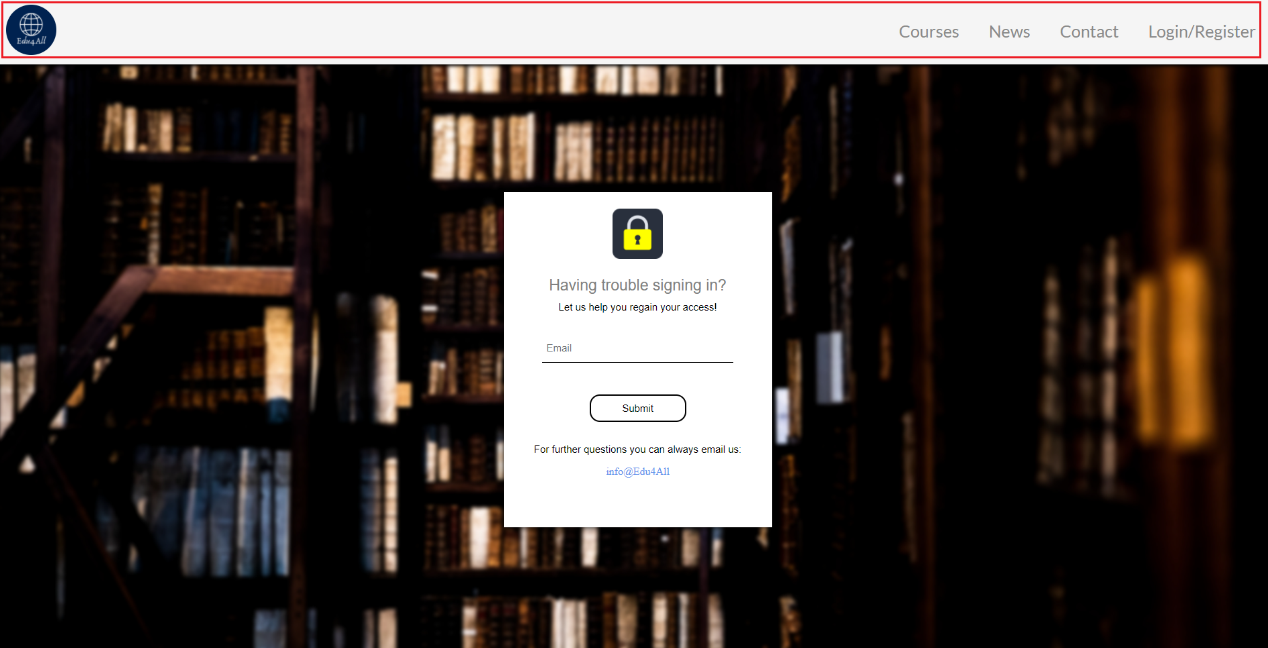 Edu4All
Courses News Contact Login/Register
Having trouble signing in?
Let us help you regain your access!
Email
Submit
For further questions you can always email us:
info@Edu4All